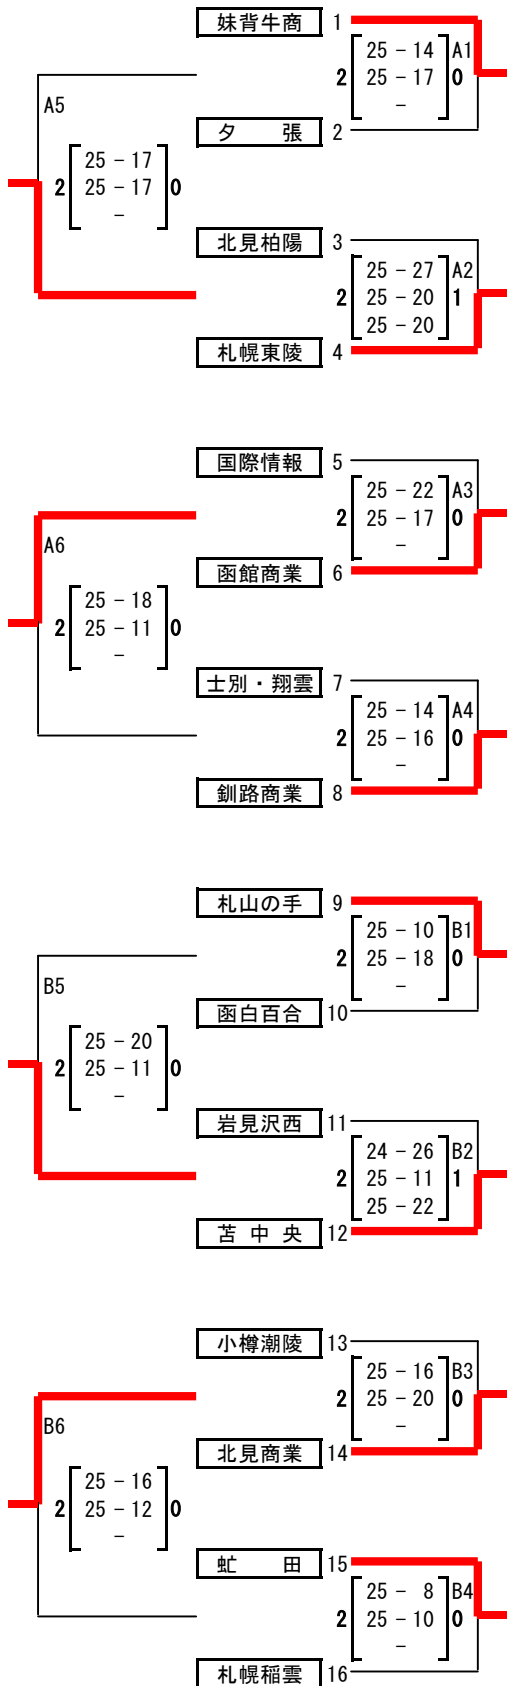 妹背牛商 1
25 - 14 A1
2 25 - 17 0
-
A5
夕 張 2
25 - 17
2 25 - 17 0
-
北見柏陽 3
25 - 27 A2
2 25 - 20 1
25 - 20
札幌東陵 4
国際情報 5
25 - 22 A3
2 25 - 17 0
-
A6
函館商業 6
25 - 18
2 25 - 11 0
-
士別・翔雲 7
25 - 14 A4
2 25 - 16 0
-
釧路商業 8
札山の手 9
25 - 10 B1
2 25 - 18 0
-
B5
函白百合 10
25 - 20
2 25 - 11 0
-
岩見沢西 11
24 - 26 B2
2 25 - 11 1
25 - 22
苫中央 12
小樽潮陵 13
25 - 16 B3
2 25 - 20 0
-
B6
北見商業 14
25 - 16
2 25 - 12 0
-
虻 田 15
25 - 8 B4
2 25 - 10 0
-
札幌稲雲 16